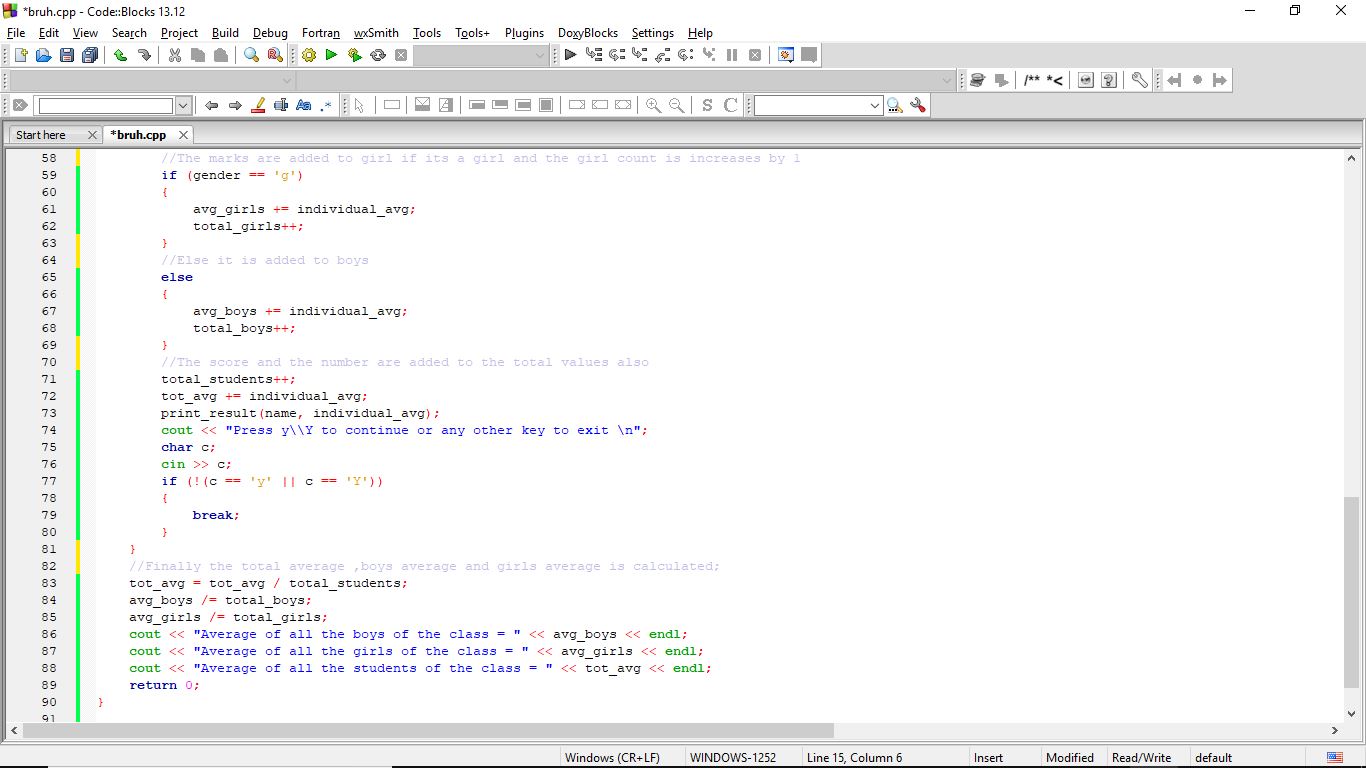 *bruh.cpp - Code::Blocks 13.12
File Edit View Search Project Build Debug Fortran wxSmith Tools Tools+ Plugins DoxyBlocks Settings Help
/** *<
Aa .*
S C
Start here *bruh.cpp
58 //The marks are added to girl if its a girl and the girl count is increases by 1
59 if (gender == 'g')
60 {
61 avg_girls += individual_avg;
62 total_girls++;
63 }
64 //Else it is added to boys
65 else
66 {
67 avg_boys += individual_avg;
68 total_boys++;
69 }
70 //The score and the number are added to the total values also
71 total_students++;
72 tot_avg += individual_avg;
73 print_result(name, individual_avg);
74 cout << "Press y\\Y to continue or any other key to exit \n";
75 char c;
76 cin >> c;
77 if (!(c == 'y' || c == 'Y'))
78 {
79 break;
80 }
81 }
82 //Finally the total average ,boys average and girls average is calculated;
83 tot_avg = tot_avg / total_students;
84 avg_boys /= total_boys;
85 avg_girls /= total_girls;
86 cout << "Average of all the boys of the class = " << avg_boys << endl;
87 cout << "Average of all the girls of the class = " << avg_girls << endl;
88 cout << "Average of all the students of the class = " << tot_avg << endl;
89 return 0;
90 }
91
Windows (CR+LF) WINDOWS-1252 Line 15, Column 6 Insert Modified Read/Write default